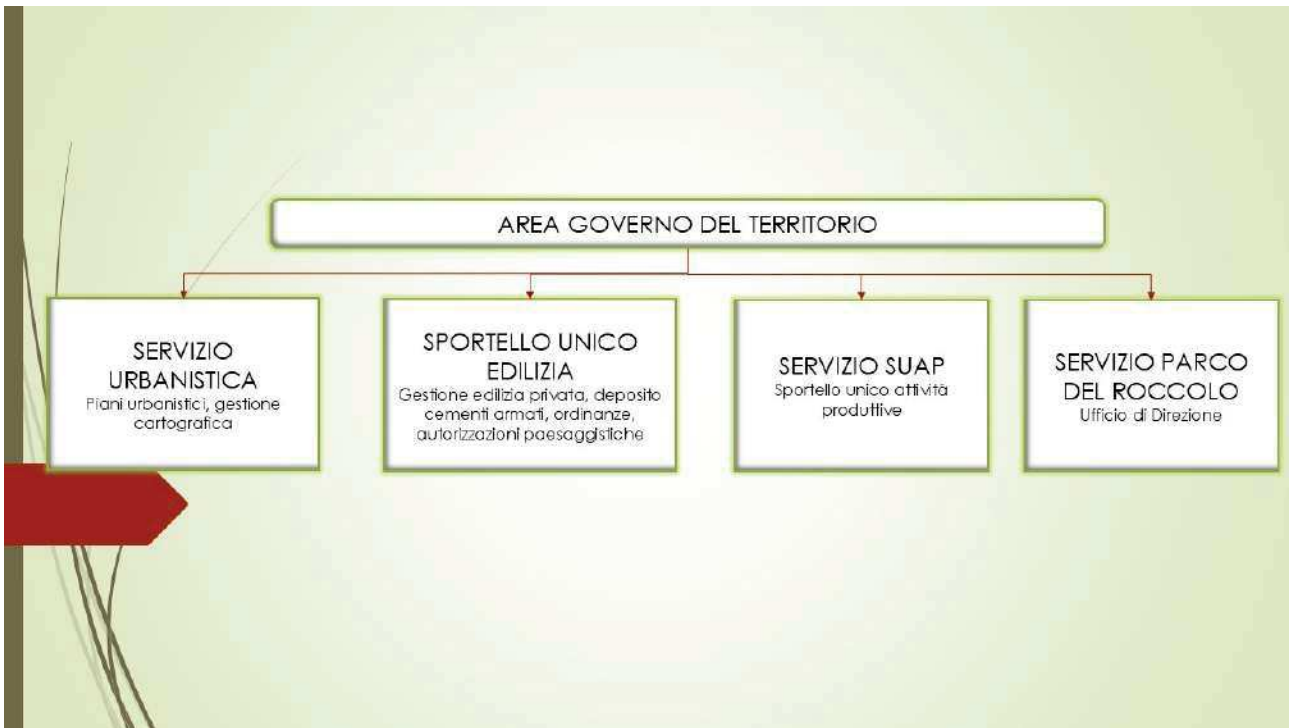 AREA GOVERNO DEL TERRITORIO
SERVIZIO
URBANISTICA
Piani urbanistici, gestione
cartografica
SPORTELLO UNICO
EDILIZIA
Gestione edilizia privata, deposito
cementi armati, ordinanze,
autorizzazioni paesaggistiche
SERVIZIO SUAP
Sportello unico attività
produttive
SERVIZIO PARCO
DEL ROCCOLO
Ufficio di Direzione